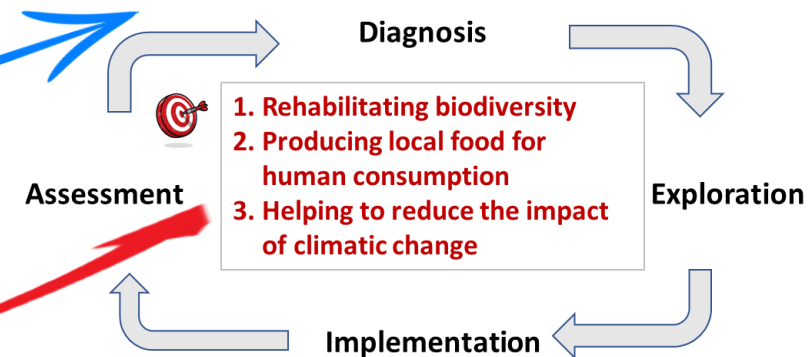 Diagnosis
1. Rehabilitating biodiversity
2. Producing local food for
human consumption
3. Helping to reduce the impact
of climatic change
Assessment
Exploration
Implementation